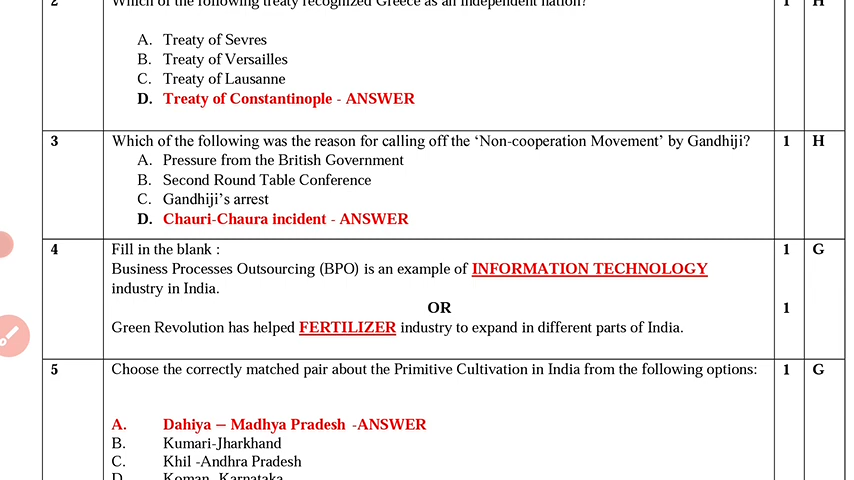 2 Which of the following treaty recognized Greece as an independent nation? 1 H
A. Treaty of Sevres
B. Treaty of Versailles
C. Treaty of Lausanne
D. Treaty of Constantinople - ANSWER
3 Which of the following was the reason for calling off the ‘Non-cooperation Movement’ by Gandhiji? 1 H
A. Pressure from the British Government
B. Second Round Table Conference
C. Gandhiji’s arrest
D. Chauri-Chaura incident - ANSWER
4 Fill in the blank : 1 G
Business Processes Outsourcing (BPO) is an example of INFORMATION TECHNOLOGY
industry in India.
OR 1
Green Revolution has helped FERTILIZER industry to expand in different parts of India.
5 Choose the correctly matched pair about the Primitive Cultivation in India from the following options: 1 G
A. Dahiya – Madhya Pradesh -ANSWER
B. Kumari-Jharkhand
C. Khil -Andhra Pradesh
D. Koman- Karnataka